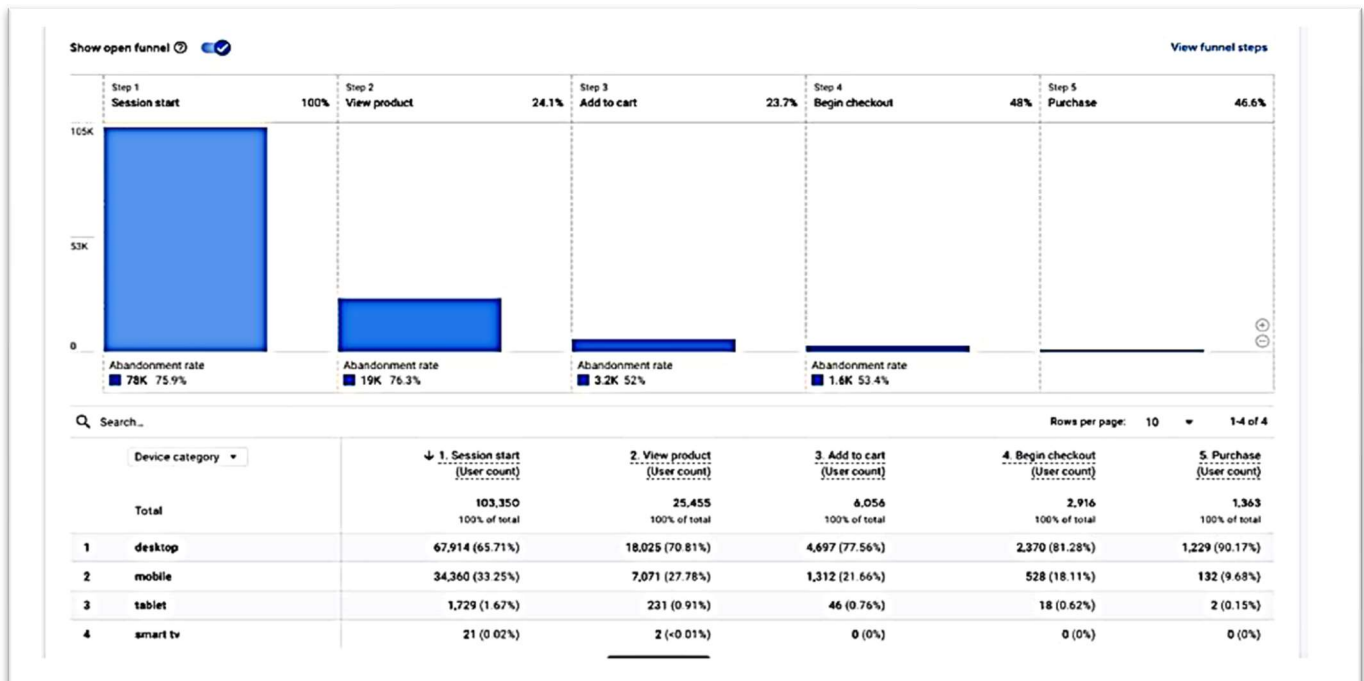 Show open funnel
View funnel steps
Step 1
Session start 100%
Step 2
View product 24.1%
Step 3
Add to cart 23.7%
Step 4
Begin checkout 48%
Step 5
Purchase 46.6%
105K
53K
0
Abandonment rate
78K 75.9%
Abandonment rate
19K 76.3%
Abandonment rate
3.2K 52%
Abandonment rate
1.6K 53.4%
Search...
Rows per page: 10 1-4 of 4
Device category
1. Session start
(User count)
2. View product
(User count)
3. Add to cart
(User count)
4. Begin checkout
(User count)
5. Purchase
(User count)
Total 103,350 25,455 6,056 2,916 1,363
100% of total 100% of total 100% of total 100% of total 100% of total
1 desktop 67,914 (65.71%) 18,025 (70.81%) 4,697 (77.56%) 2,370 (81.28%) 1,229 (90.17%)
2 mobile 34,360 (33.25%) 7,071 (27.78%) 1,312 (21.66%) 528 (18.11%) 132 (9.68%)
3 tablet 1,729 (1.67%) 231 (0.91%) 46 (0.76%) 18 (0.62%) 2 (0.15%)
4 smart tv 21 (0.02%) 2 (<0.01%) 0 (0%) 0 (0%) 0 (0%)